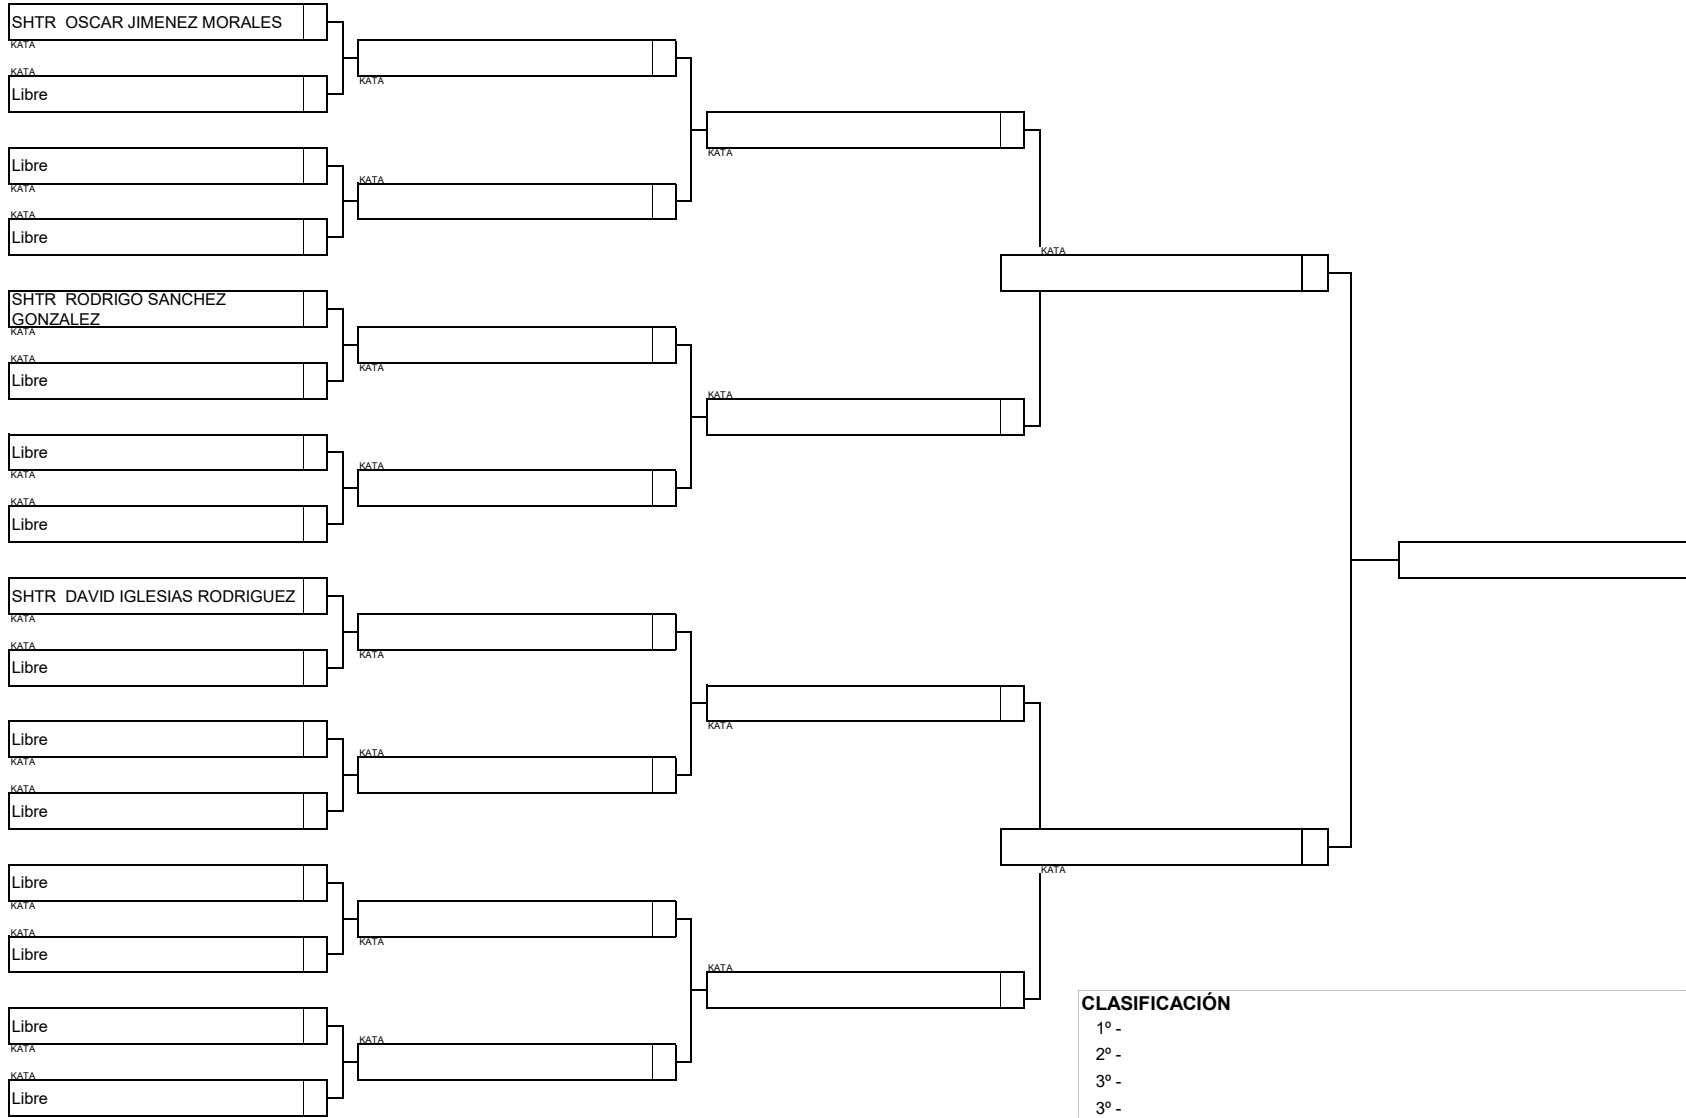 SHTR  OSCAR JIMENEZ MORALES
KATA
KATA
Libre
Libre
KATA
KATA
Libre
SHTR  RODRIGO SANCHEZ
GONZALEZ
KATA
KATA
Libre
Libre
KATA
KATA
Libre
SHTR  DAVID IGLESIAS RODRIGUEZ
KATA
KATA
Libre
Libre
KATA
KATA
Libre
Libre
KATA
KATA
Libre
Libre
KATA
KATA
Libre
KATA
KATA
KATA
KATA
KATA
KATA
KATA
KATA
KATA
KATA
KATA
KATA
KATA
KATA
CLASIFICACIÓN
1º -
2º -
3º -
3º -